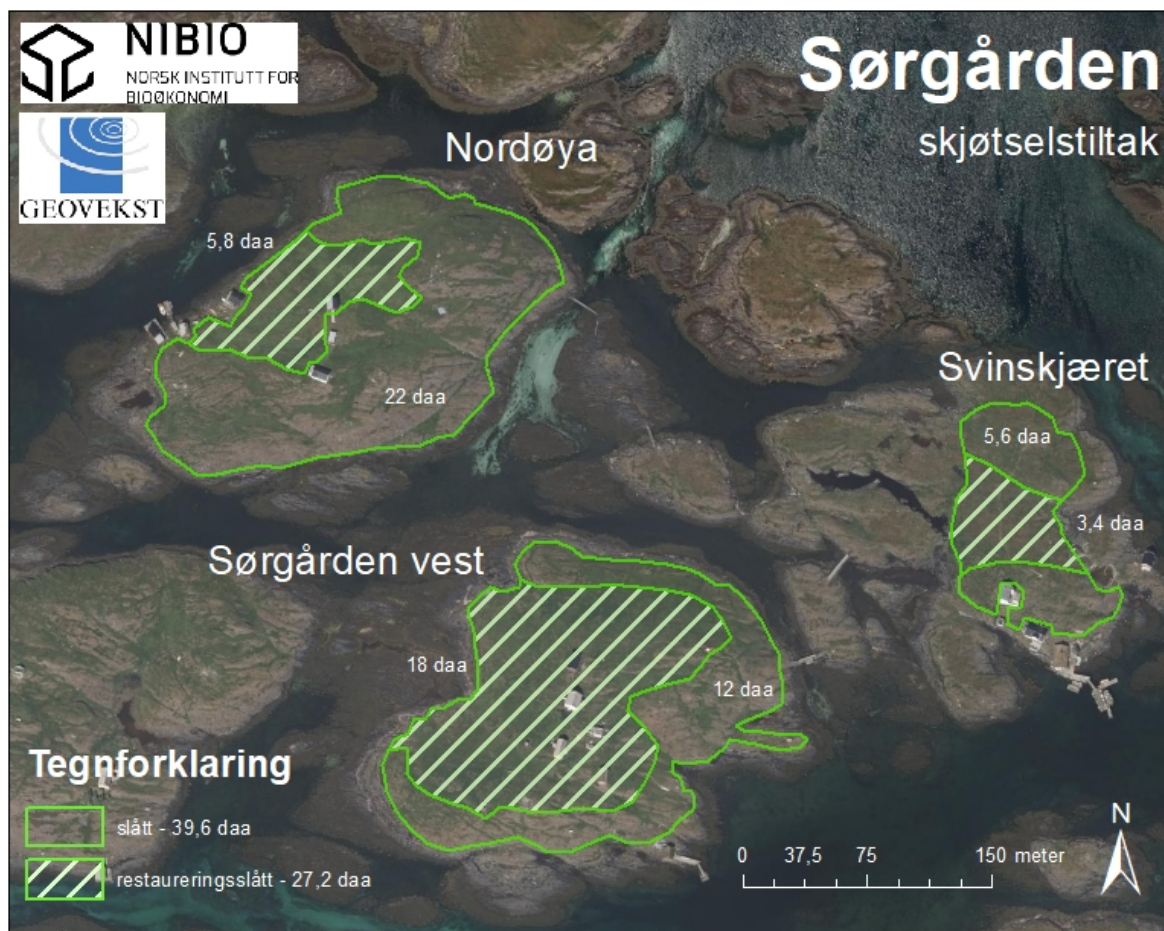 NIBIO
NORSK INSTITUTT FOR
BIOØKONOMI
GEOVEKST
Sørgården
skjøtselstiltak
Nordøya
5,8 daa
22 daa
Svinskjæret
5,6 daa
3,4 daa
Sørgården vest
18 daa
12 daa
Tegnforklaring
slått - 39,6 daa
restaureringsslått - 27,2 daa
0 37,5 75 150 meter
N